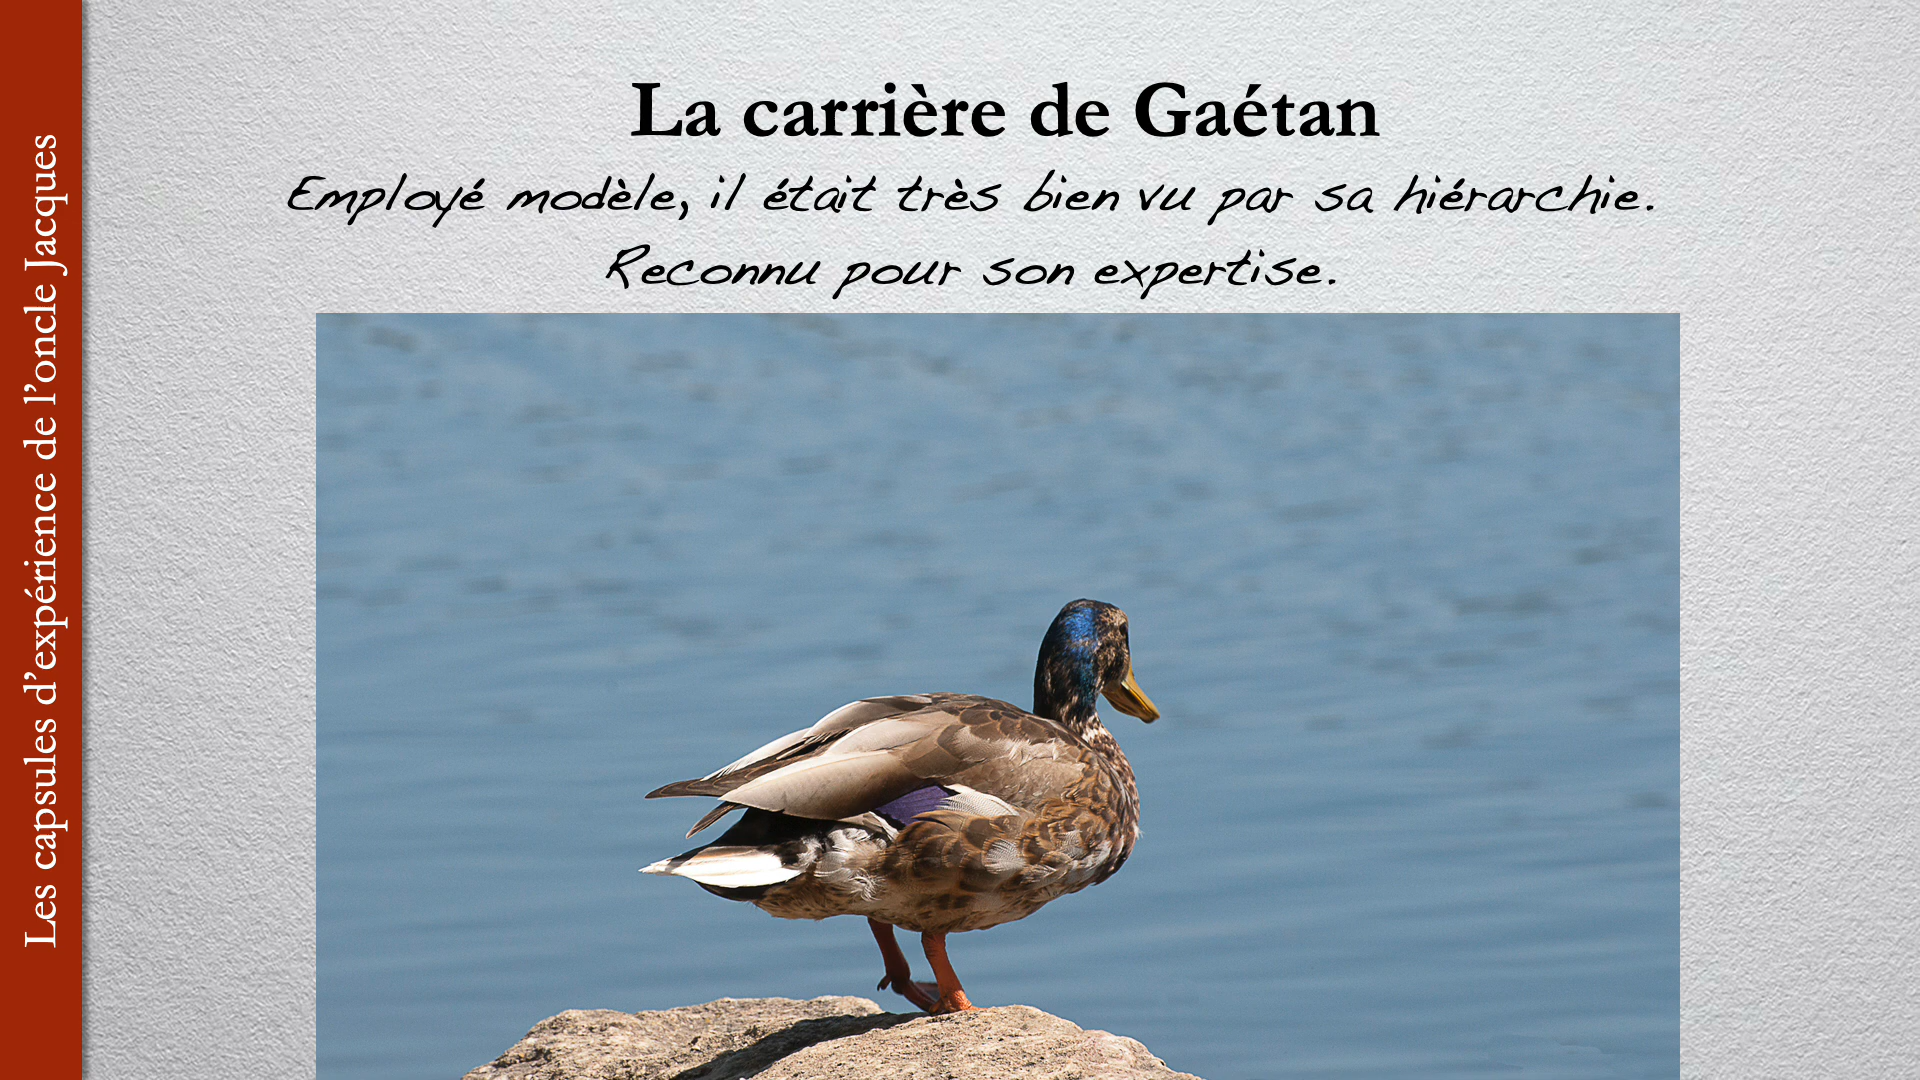 La carrière de Gaétan
Employé modèle, il était très bien vu par sa hiérarchie.
Reconnu pour son expertise.
Les capsules d'expérience de l'oncle Jacques